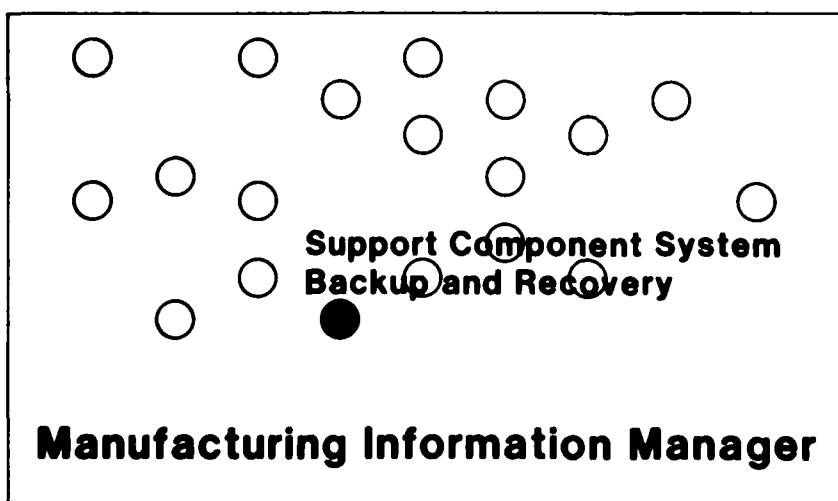 Support Component System
Backup and Recovery
Manufacturing Information Manager